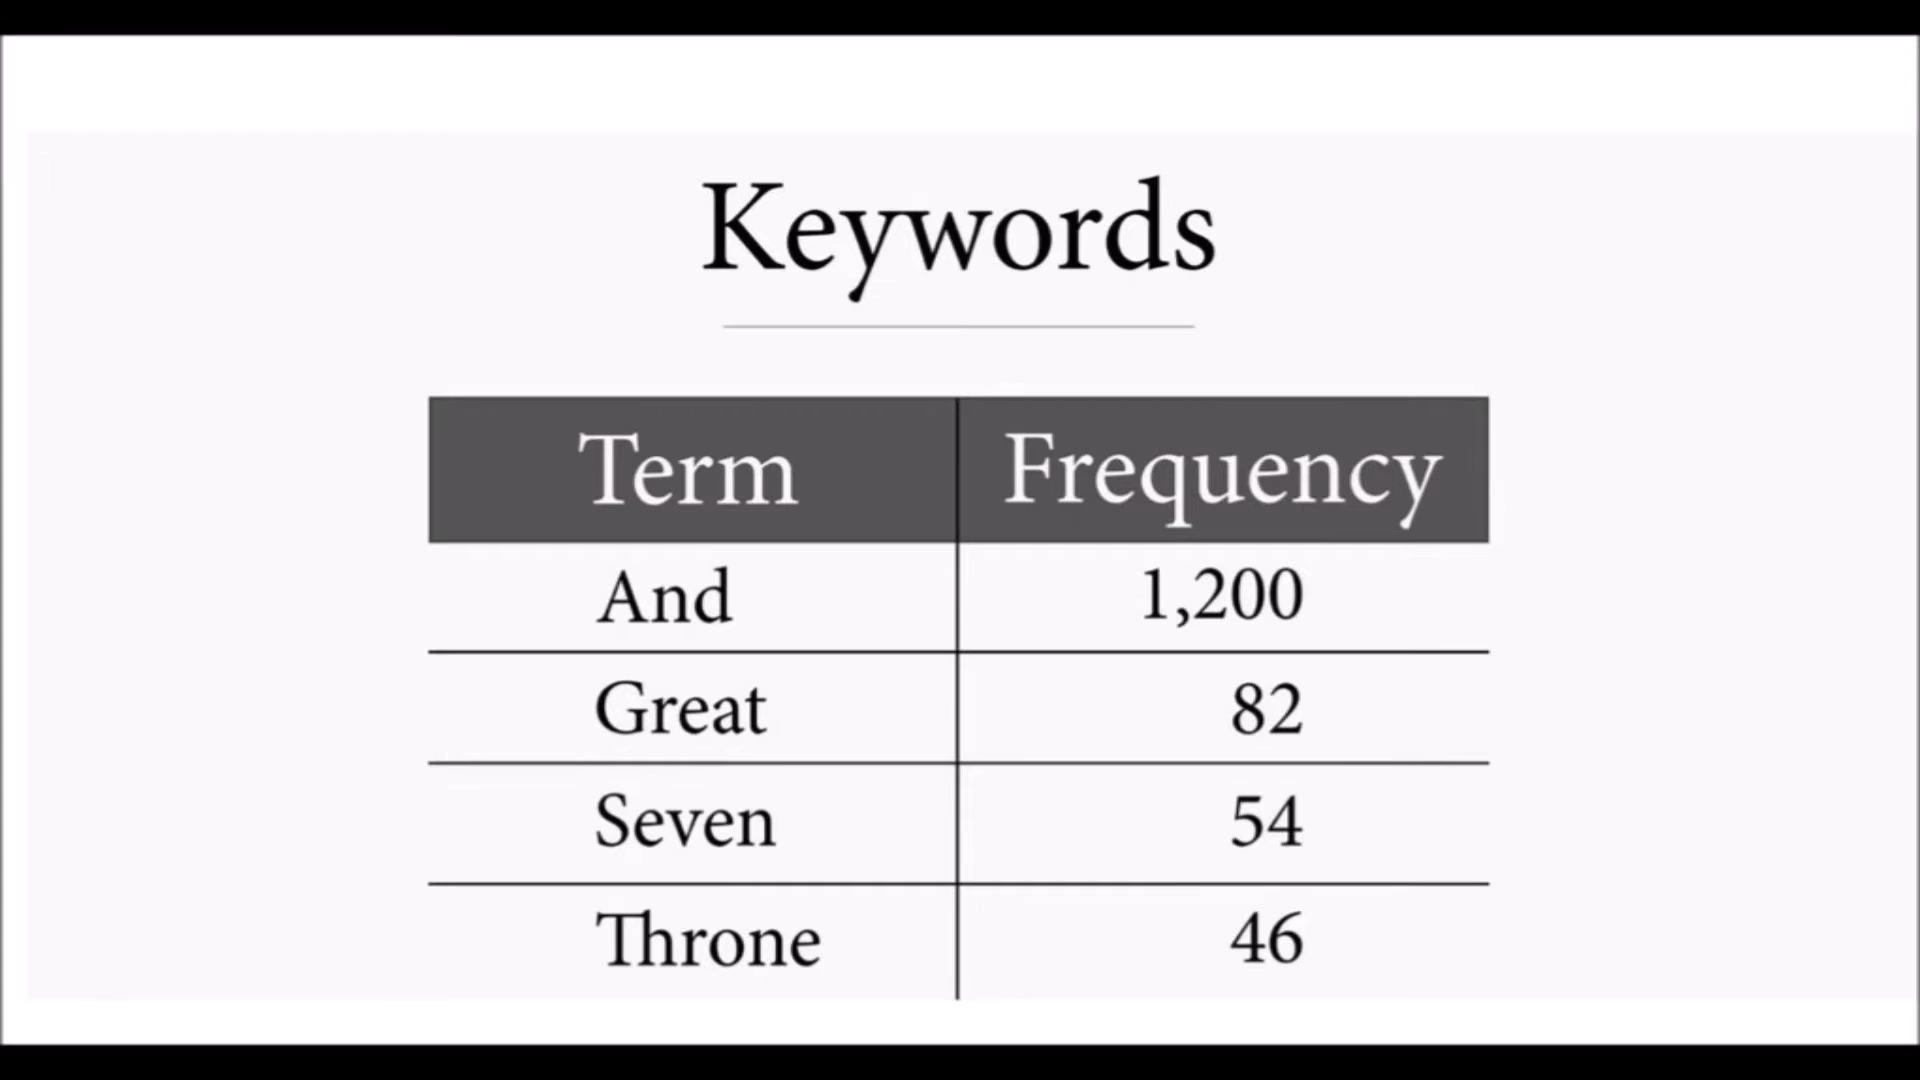 Keywords
Term Frequency
And 1,200
Great 82
Seven 54
Throne 46